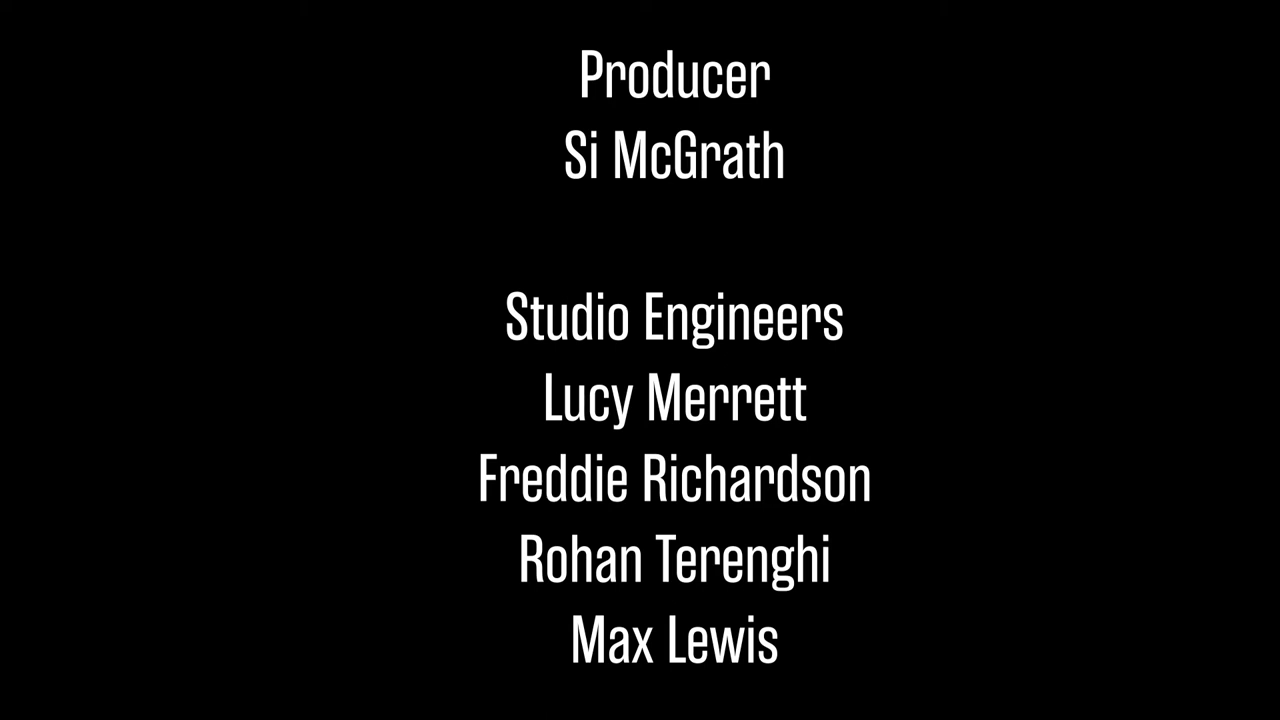 Producer
Si McGrath
Studio Engineers
Lucy Merrett
Freddie Richardson
Rohan Terenghi
Max Lewis